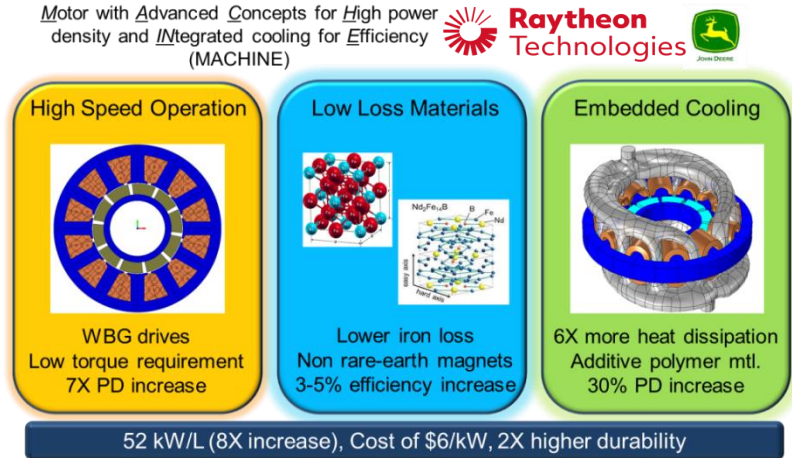 Motor with Advanced Concepts for High power
density and INtegrated cooling for Efficiency
(MACHINE)
Raytheon
Technologies
JOHN DEERE
High Speed Operation
WBG drives
Low torque requirement
7X PD increase
Low Loss Materials
Nd₂Fe₁₄B
B
Fe
Nd
easy axis
hard axis
Lower iron loss
Non rare-earth magnets
3-5% efficiency increase
Embedded Cooling
6X more heat dissipation
Additive polymer mtl.
30% PD increase
52 kW/L (8X increase), Cost of $6/kW, 2X higher durability